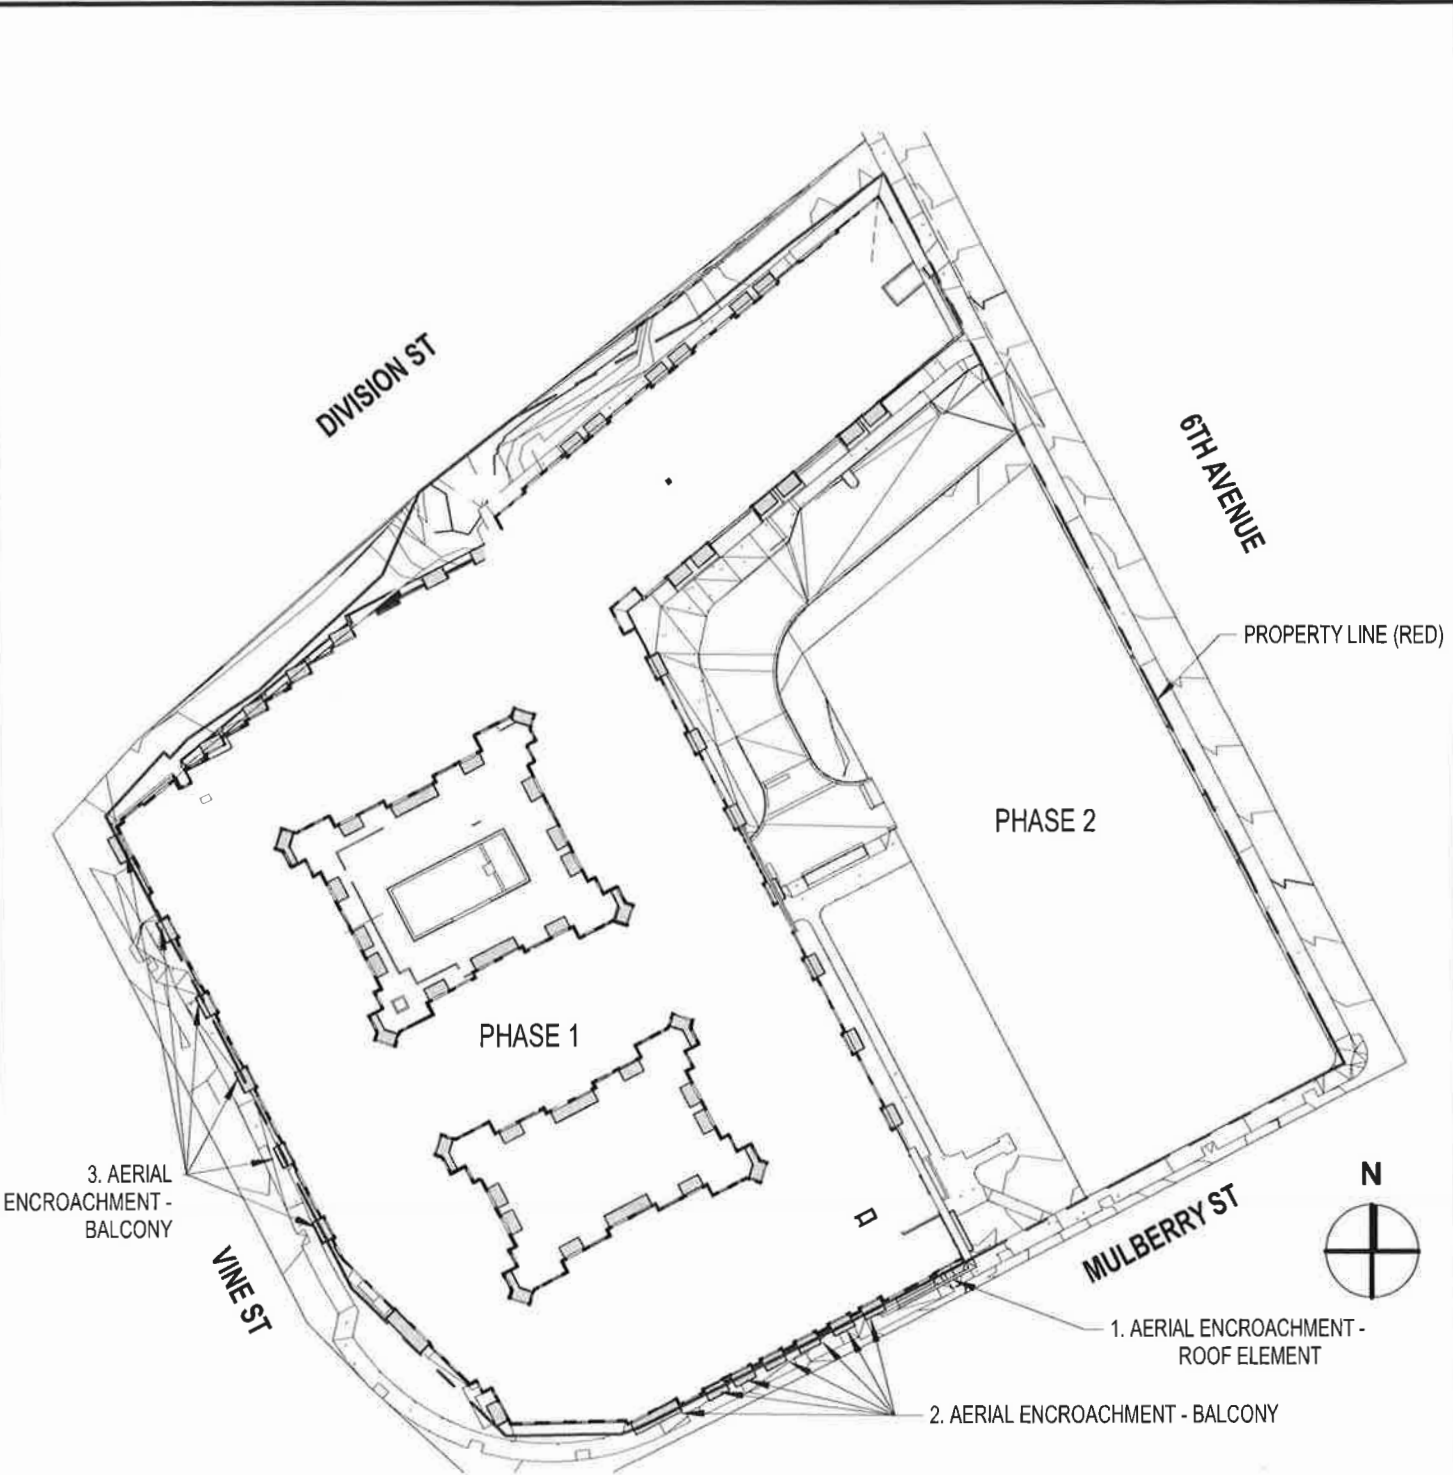 DIVISION ST
6TH AVENUE
PROPERTY LINE (RED)
PHASE 2
PHASE 1
3. AERIAL
ENCROACHMENT -
BALCONY
VINE ST
N
MULBERRY ST
1. AERIAL ENCROACHMENT -
ROOF ELEMENT
2. AERIAL ENCROACHMENT - BALCONY